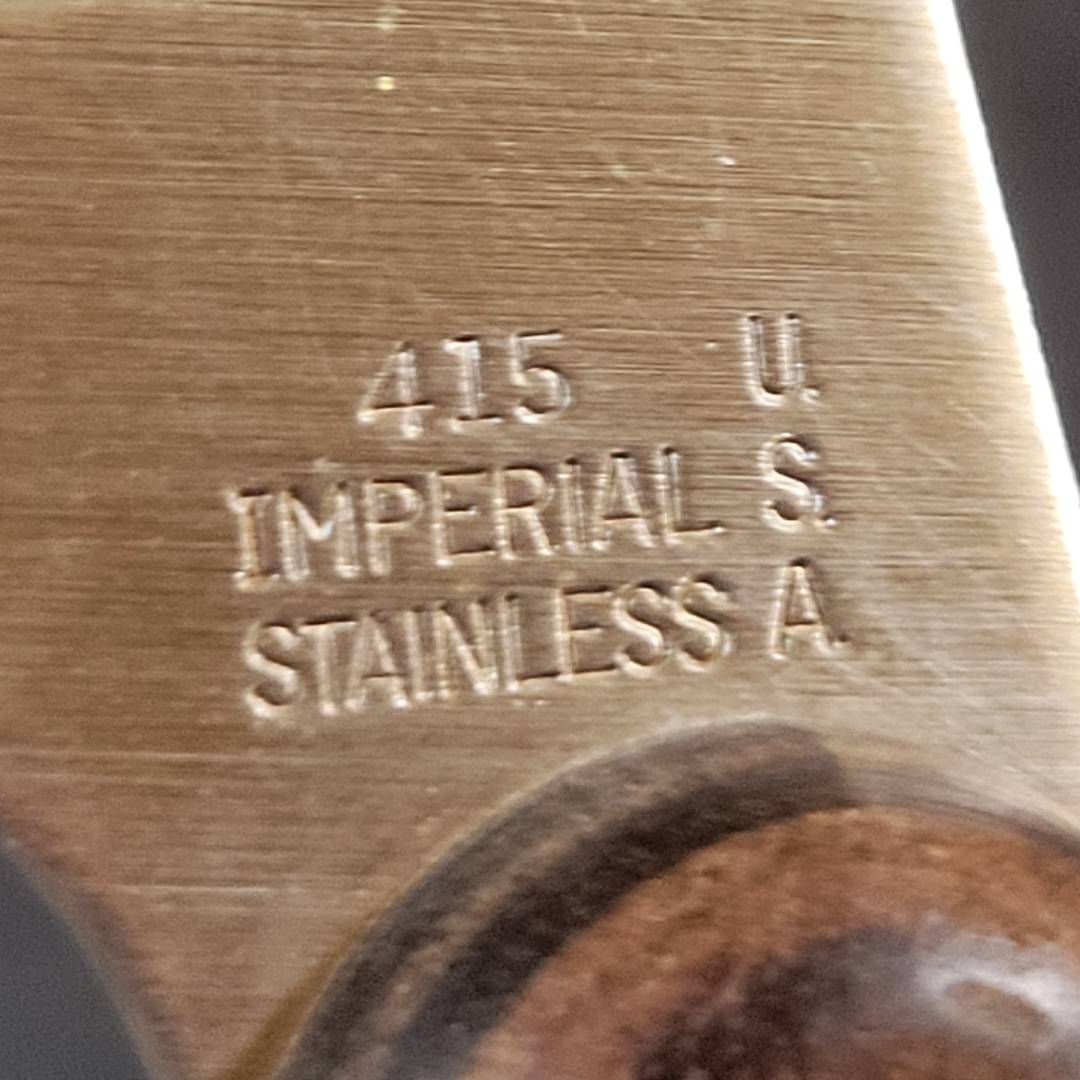 415 U.
IMPERIAL S.
STAINLESS A.